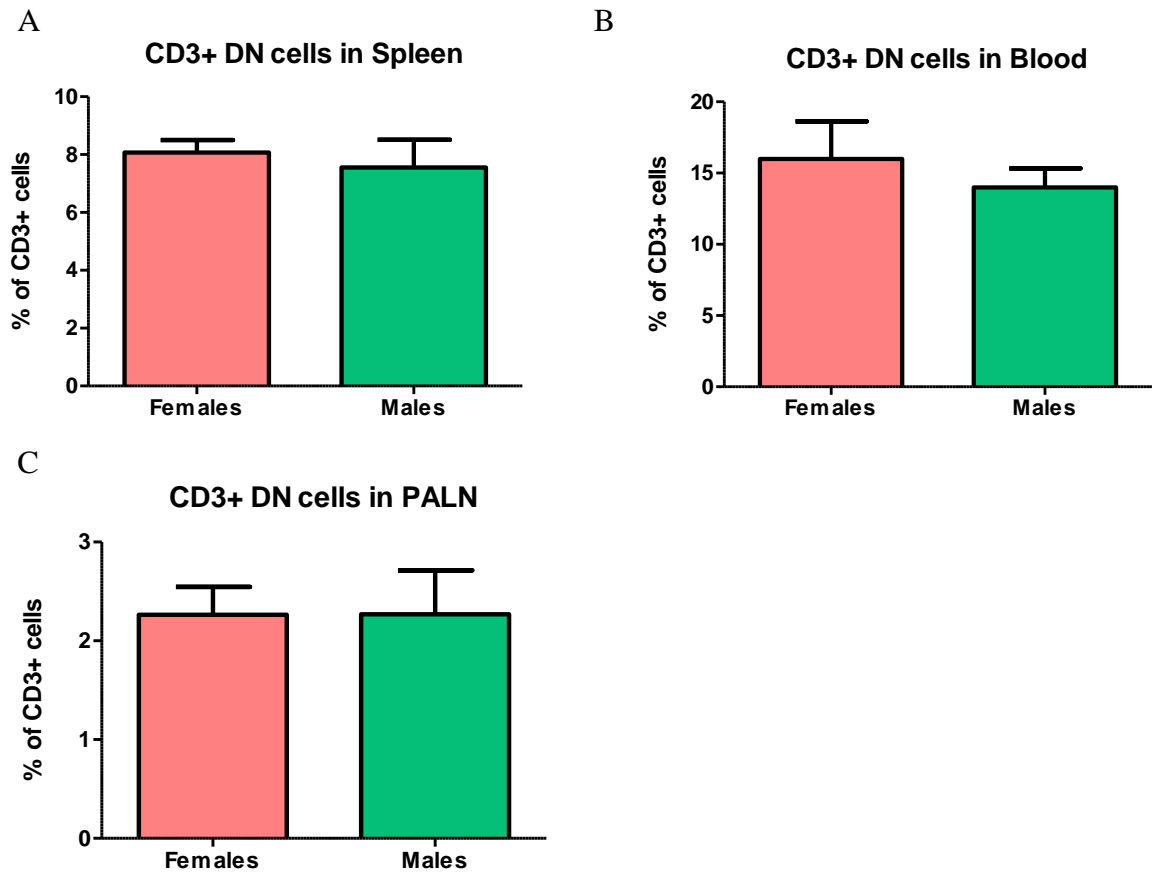 A
CD3+ DN cells in Spleen
10
8
6
4
2
0
% of CD3+ cells
Females Males
B
CD3+ DN cells in Blood
20
15
10
5
0
% of CD3+ cells
Females Males
C
CD3+ DN cells in PALN
3
2
1
0
% of CD3+ cells
Females Males